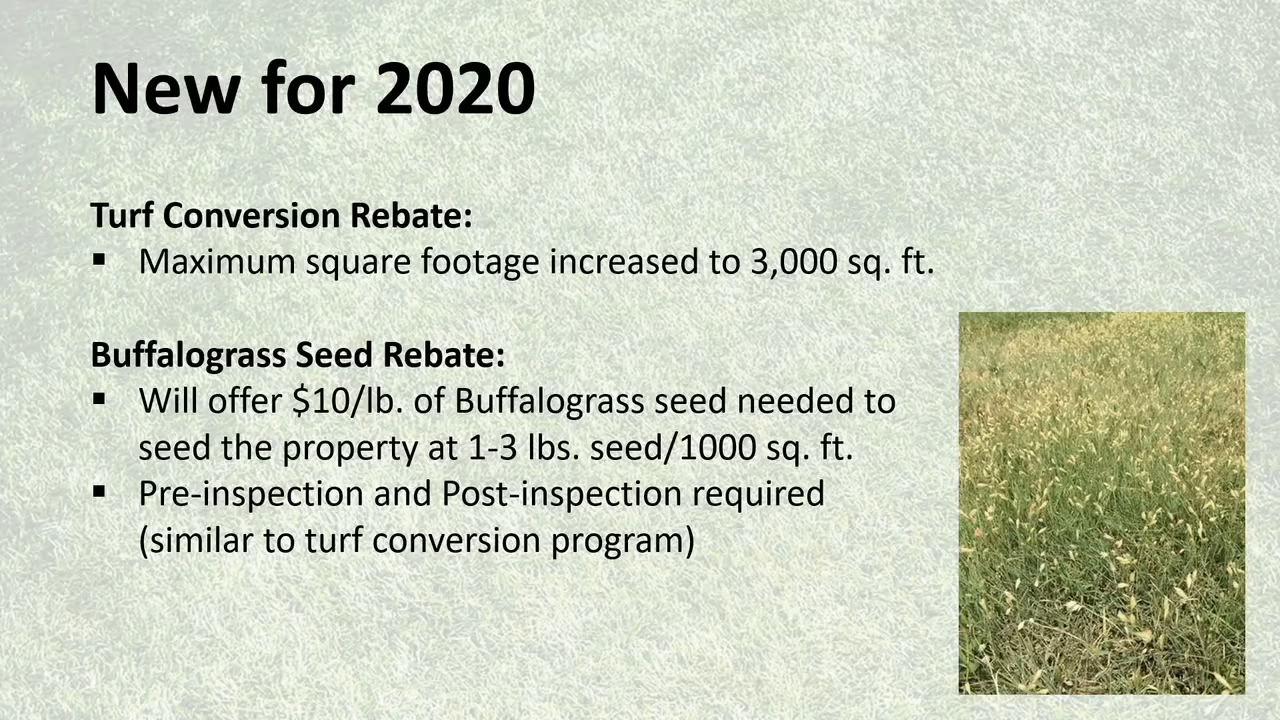 New for 2020
Turf Conversion Rebate:
▪ Maximum square footage increased to 3,000 sq. ft.
Buffalograss Seed Rebate:
▪ Will offer $10/lb. of Buffalograss seed needed to
seed the property at 1-3 lbs. seed/1000 sq. ft.
▪ Pre-inspection and Post-inspection required
(similar to turf conversion program)